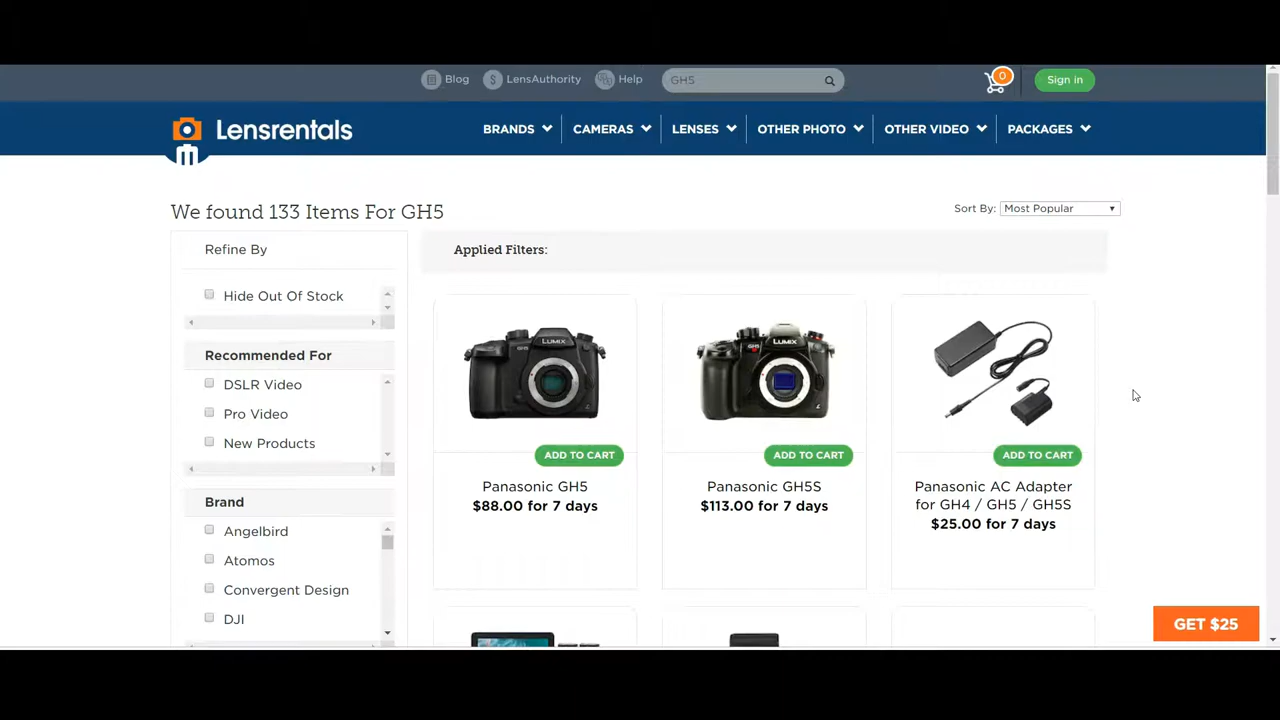 Blog
LensAuthority
Help
GH5
0
Sign in
Lensrentals
BRANDS
CAMERAS
LENSES
OTHER PHOTO
OTHER VIDEO
PACKAGES
We found 133 Items For GH5
Sort By:
Most Popular
Refine By
Hide Out Of Stock
Recommended For
DSLR Video
Pro Video
New Products
Brand
Angelbird
Atomos
Convergent Design
DJI
Applied Filters:
LUMIX
GH5
ADD TO CART
Panasonic GH5
$88.00 for 7 days
LUMIX
GH5
ADD TO CART
Panasonic GH5S
$113.00 for 7 days
ADD TO CART
Panasonic AC Adapter
for GH4 / GH5 / GH5S
$25.00 for 7 days
GET $25